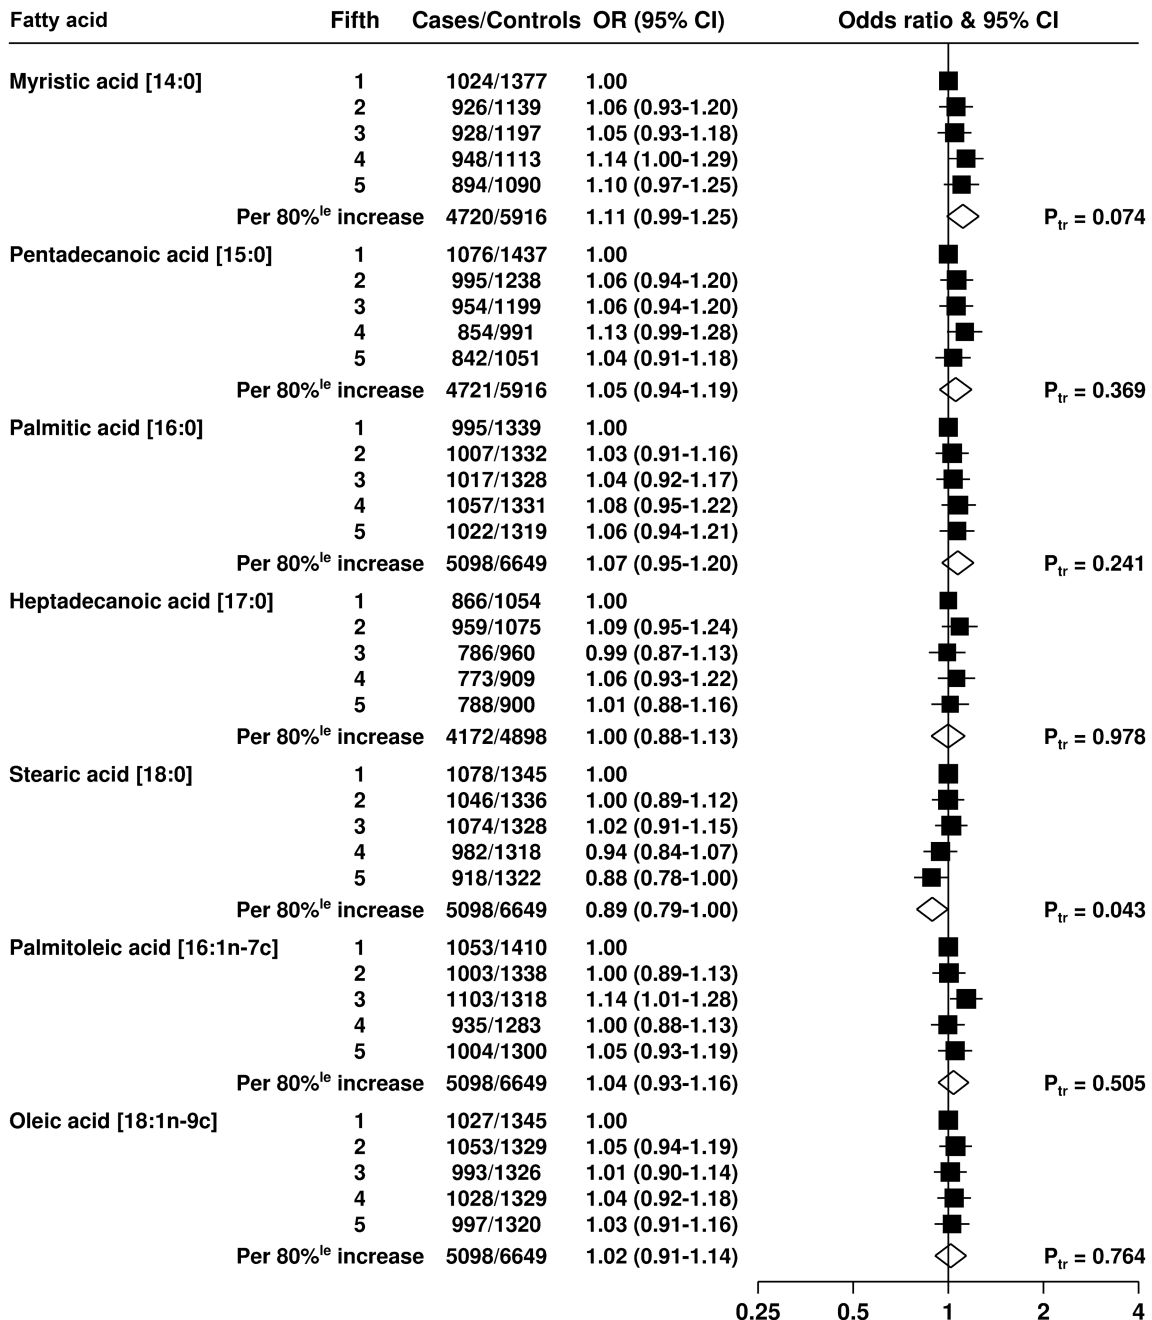 Fatty acid Fifth Cases/Controls OR (95% CI) Odds ratio & 95% CI
Myristic acid [14:0] 1 1024/1377 1.00
2 926/1139 1.06 (0.93-1.20)
3 928/1197 1.05 (0.93-1.18)
4 948/1113 1.14 (1.00-1.29)
5 894/1090 1.10 (0.97-1.25)
Per 80%le increase 4720/5916 1.11 (0.99-1.25) Ptr = 0.074
Pentadecanoic acid [15:0] 1 1076/1437 1.00
2 995/1238 1.06 (0.94-1.20)
3 954/1199 1.06 (0.94-1.20)
4 854/991 1.13 (0.99-1.28)
5 842/1051 1.04 (0.91-1.18)
Per 80%le increase 4721/5916 1.05 (0.94-1.19) Ptr = 0.369
Palmitic acid [16:0] 1 995/1339 1.00
2 1007/1332 1.03 (0.91-1.16)
3 1017/1328 1.04 (0.92-1.17)
4 1057/1331 1.08 (0.95-1.22)
5 1022/1319 1.06 (0.94-1.21)
Per 80%le increase 5098/6649 1.07 (0.95-1.20) Ptr = 0.241
Heptadecanoic acid [17:0] 1 866/1054 1.00
2 959/1075 1.09 (0.95-1.24)
3 786/960 0.99 (0.87-1.13)
4 773/909 1.06 (0.93-1.22)
5 788/900 1.01 (0.88-1.16)
Per 80%le increase 4172/4898 1.00 (0.88-1.13) Ptr = 0.978
Stearic acid [18:0] 1 1078/1345 1.00
2 1046/1336 1.00 (0.89-1.12)
3 1074/1328 1.02 (0.91-1.15)
4 982/1318 0.94 (0.84-1.07)
5 918/1322 0.88 (0.78-1.00)
Per 80%le increase 5098/6649 0.89 (0.79-1.00) Ptr = 0.043
Palmitoleic acid [16:1n-7c] 1 1053/1410 1.00
2 1003/1338 1.00 (0.89-1.13)
3 1103/1318 1.14 (1.01-1.28)
4 935/1283 1.00 (0.88-1.13)
5 1004/1300 1.05 (0.93-1.19)
Per 80%le increase 5098/6649 1.04 (0.93-1.16) Ptr = 0.505
Oleic acid [18:1n-9c] 1 1027/1345 1.00
2 1053/1329 1.05 (0.94-1.19)
3 993/1326 1.01 (0.90-1.14)
4 1028/1329 1.04 (0.92-1.18)
5 997/1320 1.03 (0.91-1.16)
Per 80%le increase 5098/6649 1.02 (0.91-1.14) Ptr = 0.764
0.25 0.5 1 2 4